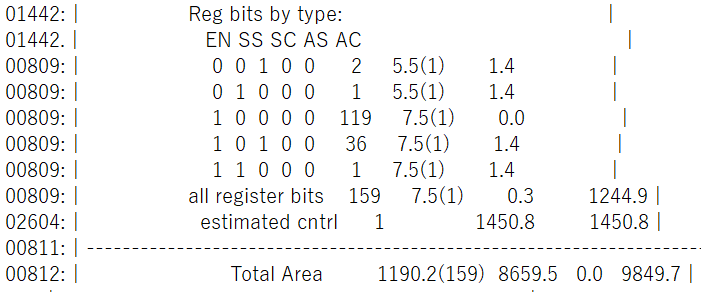 01442: | Reg bits by type: |
01442. | EN SS SC AS AC |
00809: | 0 0 1 0 0 2 5.5(1) 1.4 |
00809: | 0 1 0 0 0 1 5.5(1) 1.4 |
00809: | 1 0 0 0 0 119 7.5(1) 0.0 |
00809: | 1 0 1 0 0 36 7.5(1) 1.4 |
00809: | 1 1 0 0 0 1 7.5(1) 1.4 |
00809: | all register bits 159 7.5(1) 0.3 1244.9 |
02604: | estimated cntrl 1 1450.8 1450.8 |
00811: | ----------------------------------------------------------------------
00812: | Total Area 1190.2(159) 8659.5 0.0 9849.7 |